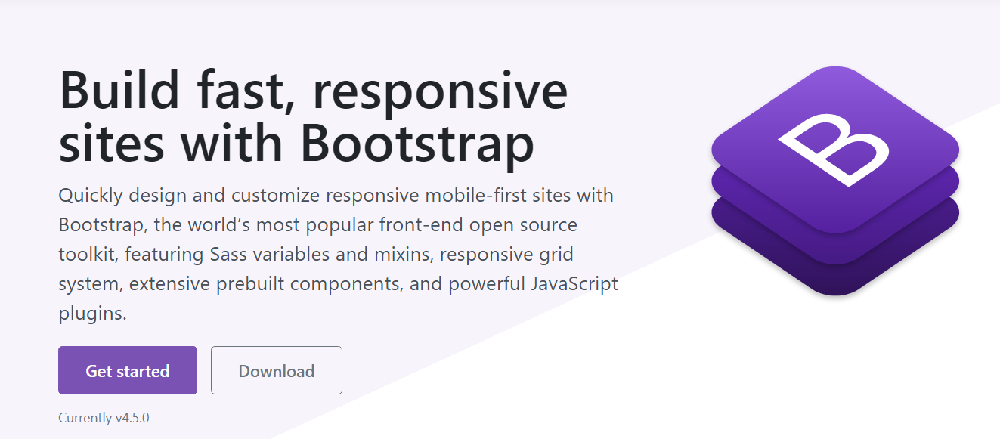 Build fast, responsive
sites with Bootstrap
Quickly design and customize responsive mobile-first sites with
Bootstrap, the world’s most popular front-end open source
toolkit, featuring Sass variables and mixins, responsive grid
system, extensive prebuilt components, and powerful JavaScript
plugins.
Get started
Download
Currently v4.5.0
B